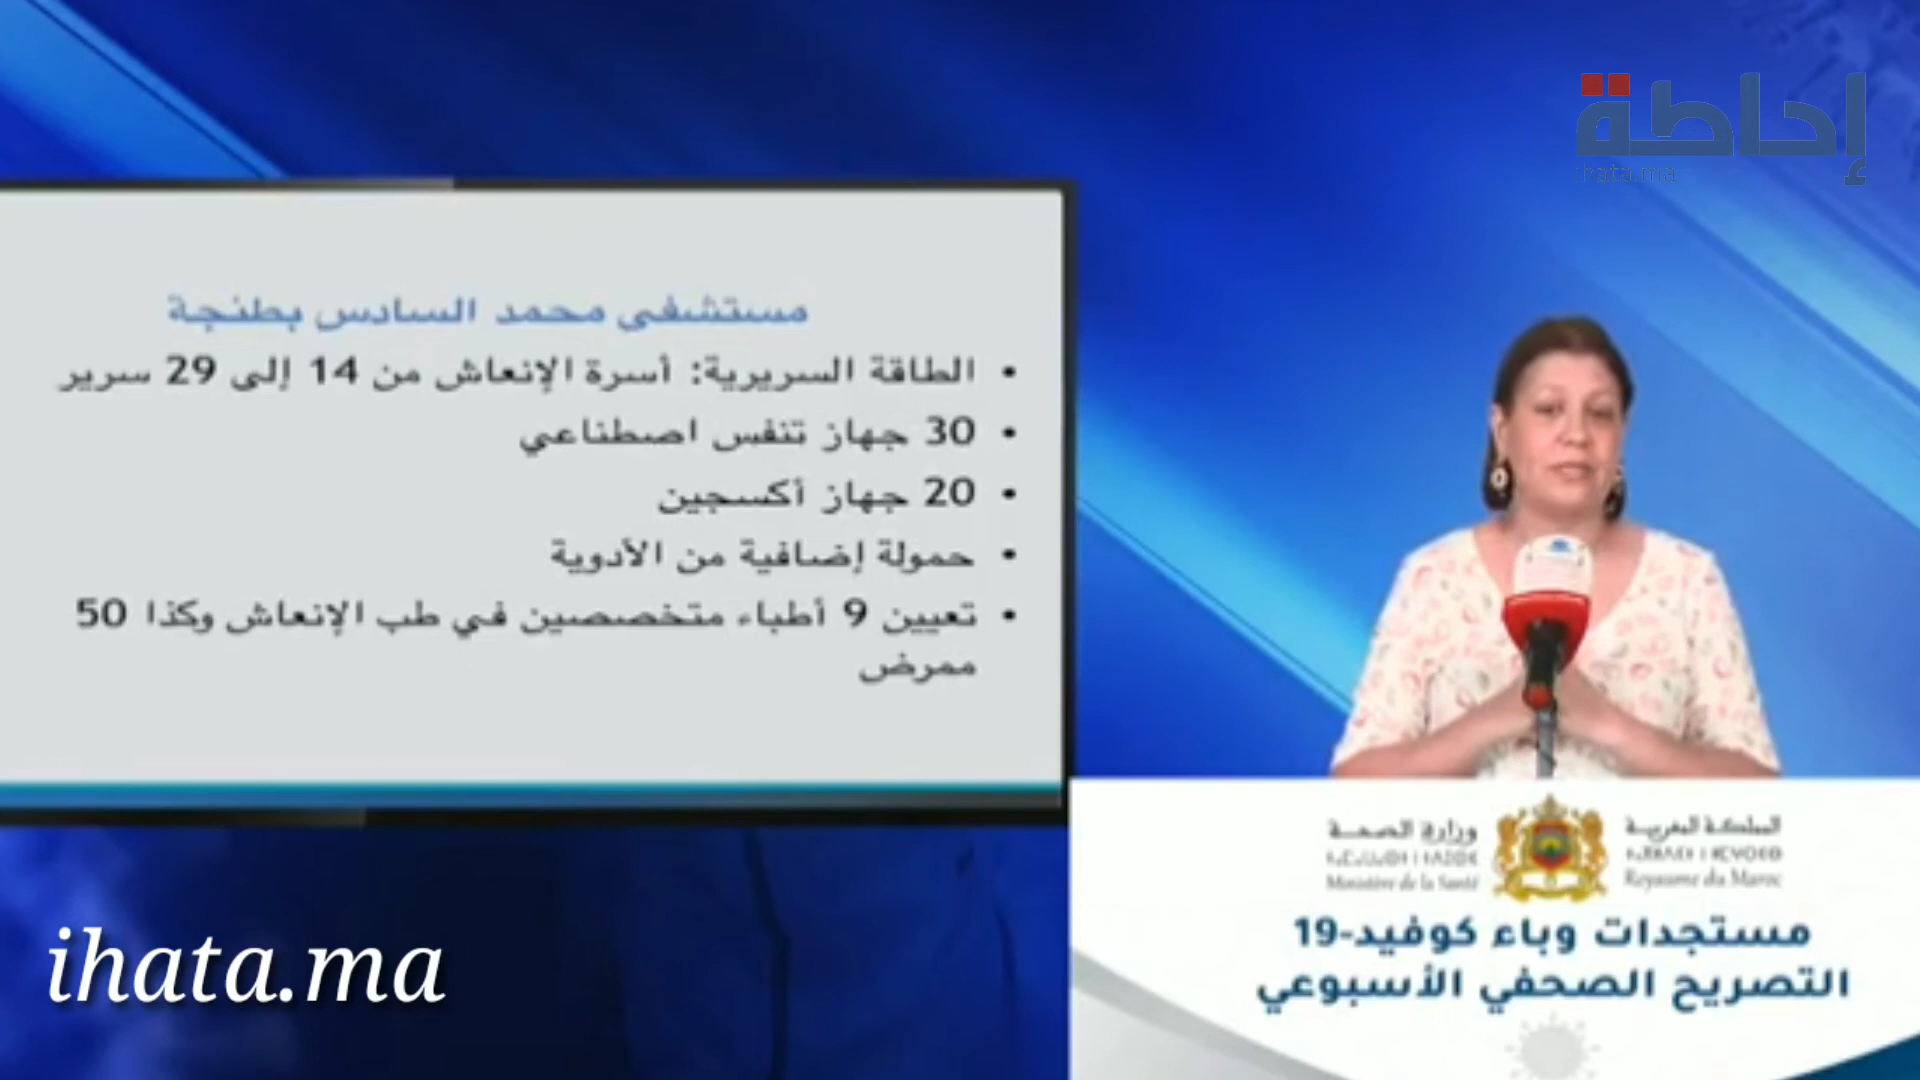 إحاطة
ihata.ma
مستشفى محمد السادس بطنجة
• الطاقة السريرية: أسرة الإنعاش من 14 إلى 29 سرير
• 30 جهاز تنفس اصطناعي
• 20 جهاز أكسجين
• حمولة إضافية من الأدوية
• تعيين 9 أطباء متخصصين في طب الإنعاش وكذا 50
ممرض
المملكة المغربية
Royaume du Maroc
وزارة الصحة
Ministère de la Santé
مستجدات وباء كوفيد-19
التصريح الصحفي الأسبوعي
ihata.ma